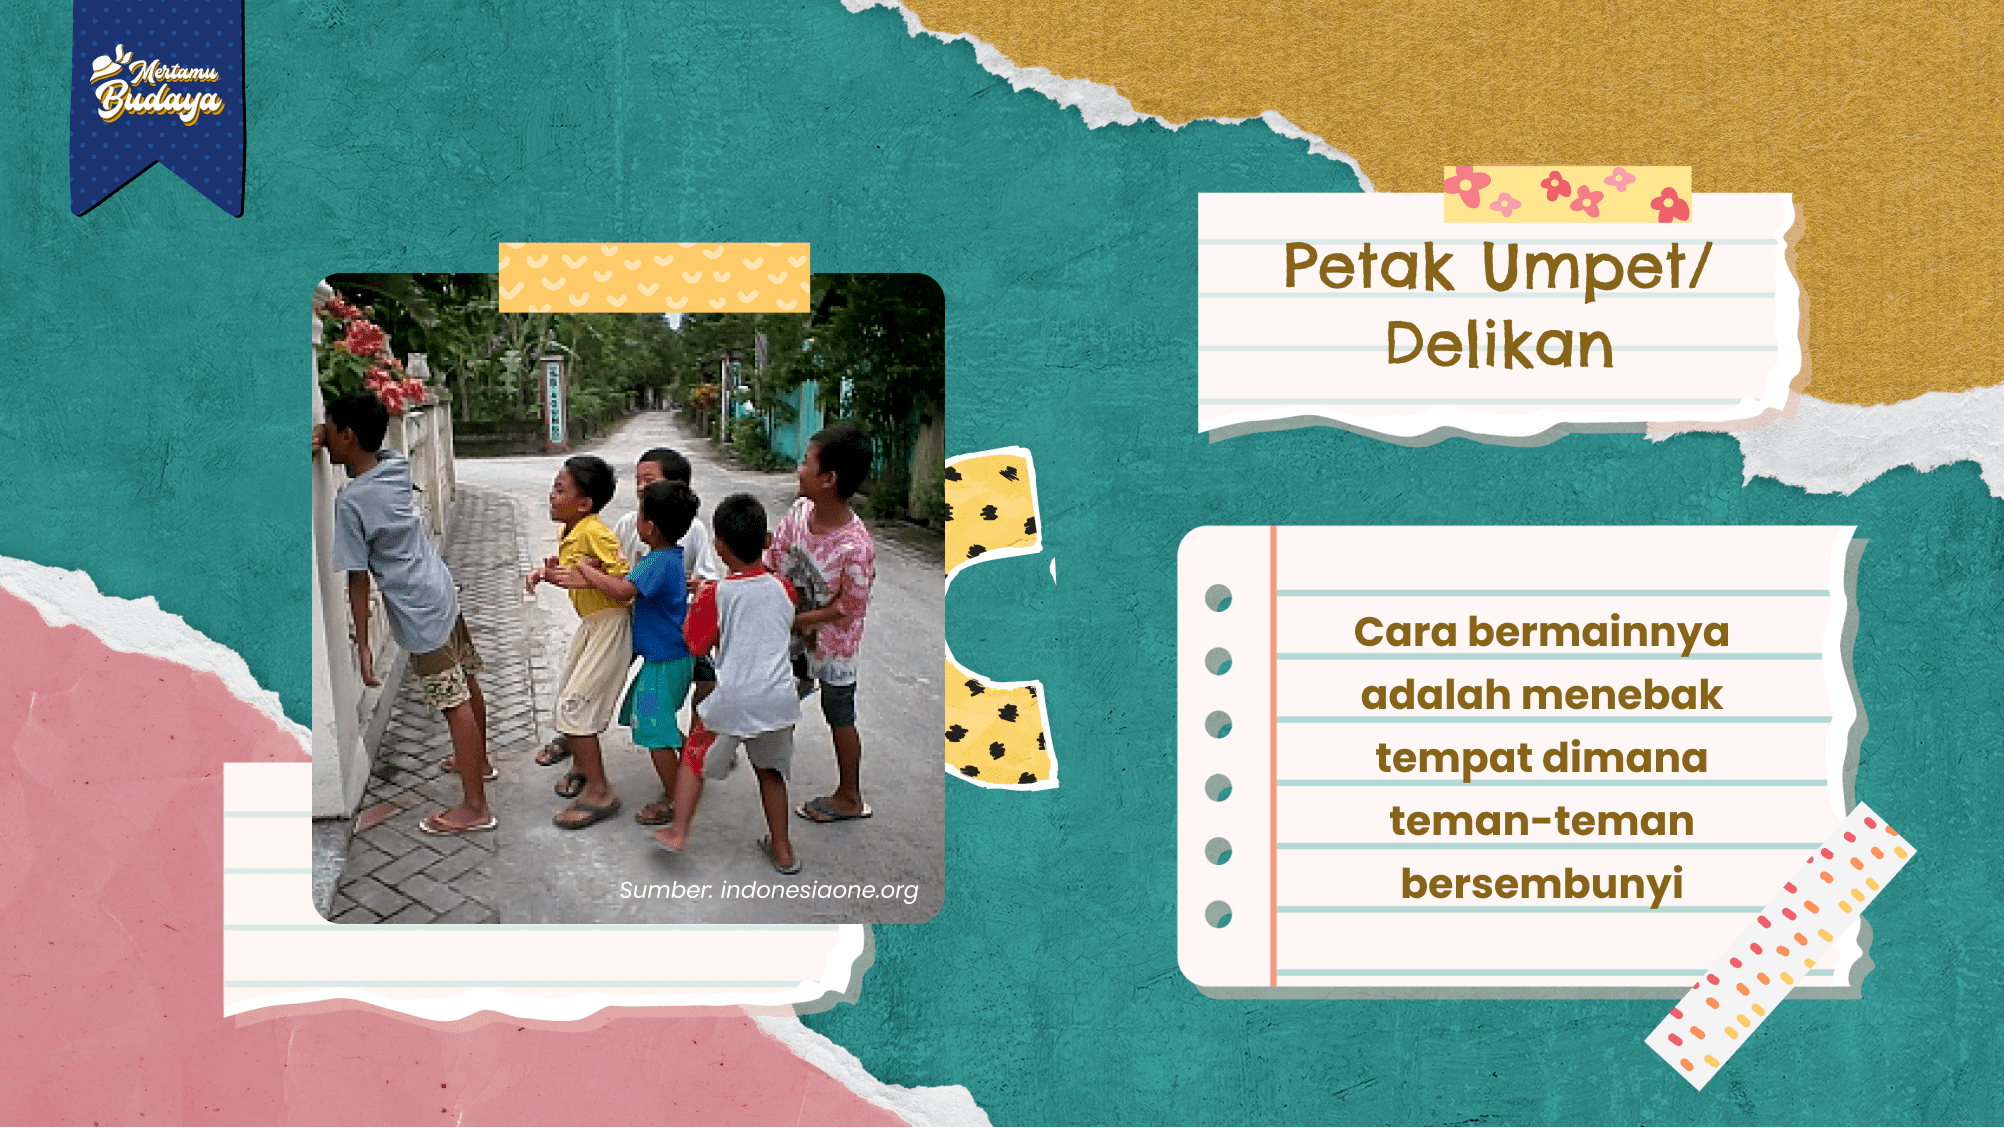 Mertamu
Budaya
Petak Umpet/
Delikan
Cara bermainnya
adalah menebak
tempat dimana
teman-teman
bersembunyi
Sumber: indonesiaone.org